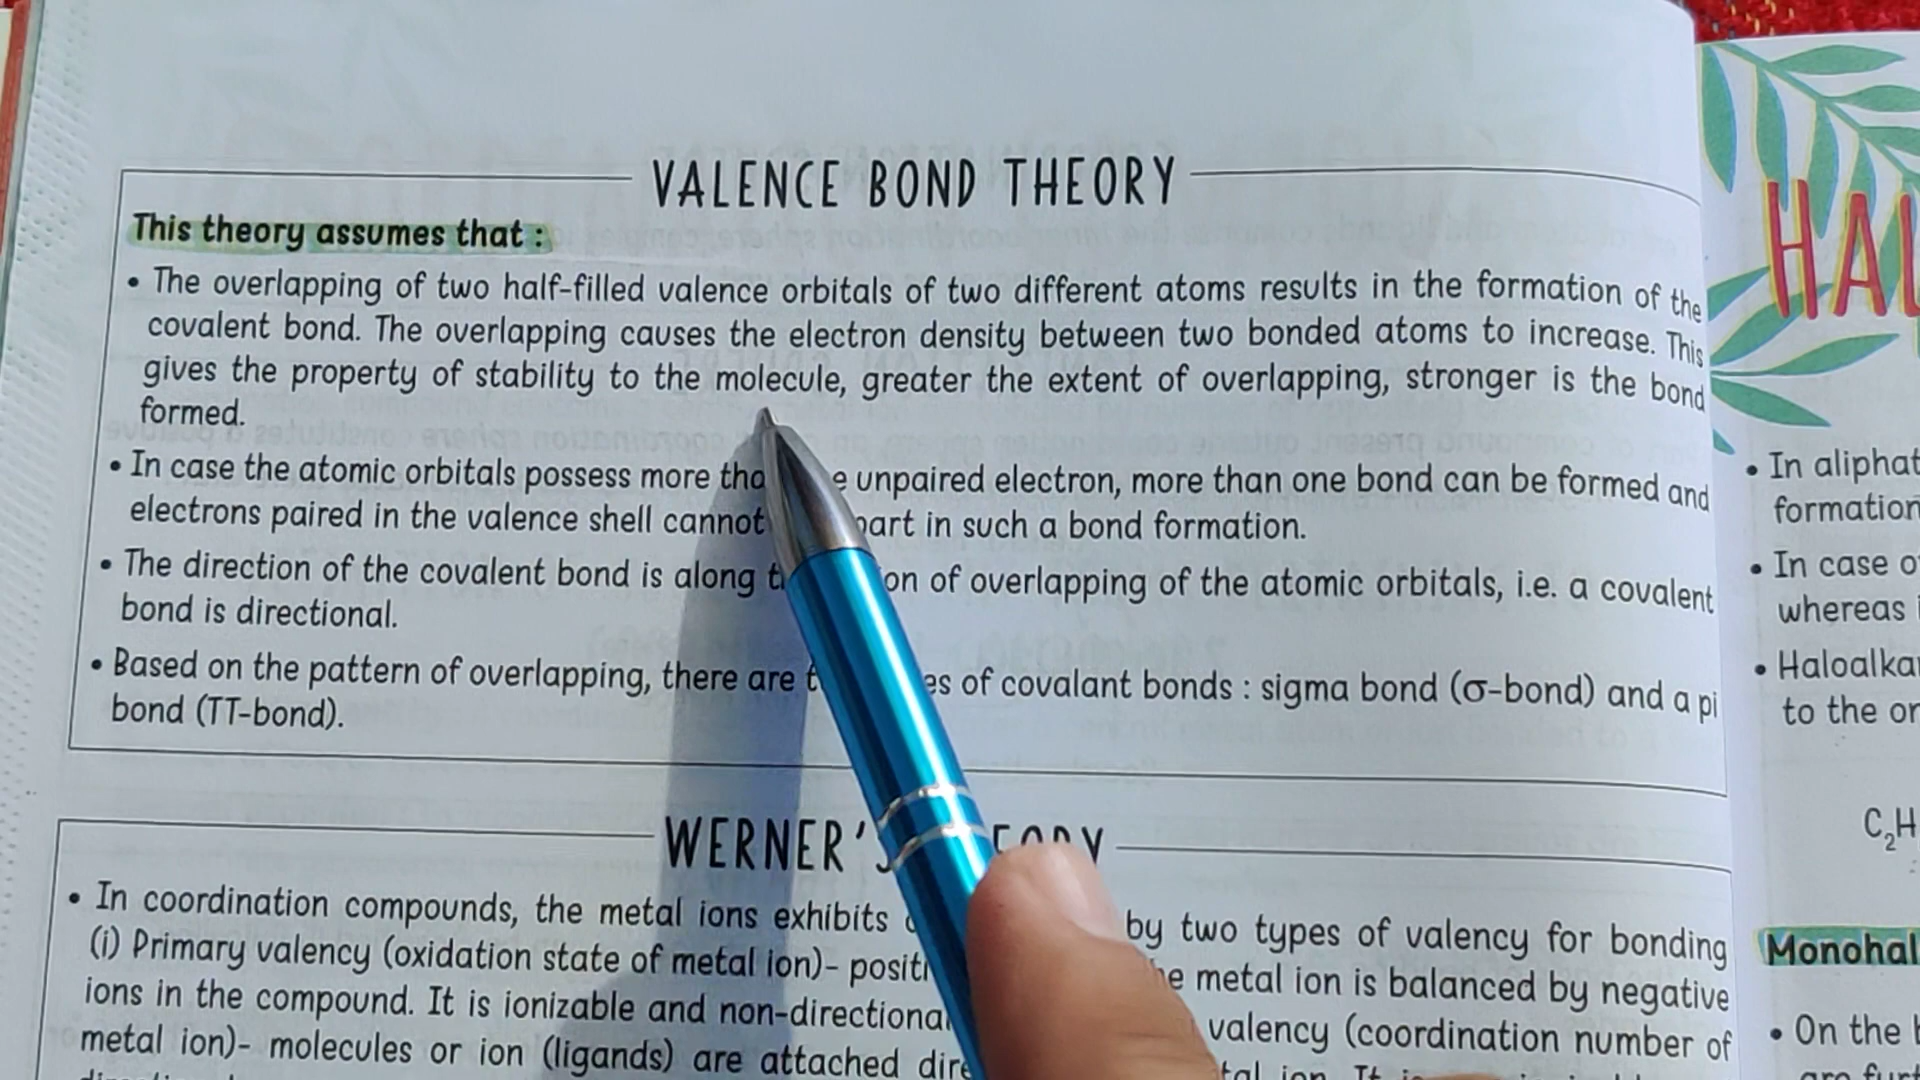 VALENCE BOND THEORY
This theory assumes that :
• The overlapping of two half-filled valence orbitals of two different atoms results in the formation of the
covalent bond. The overlapping causes the electron density between two bonded atoms to increase. This
gives the property of stability to the molecule, greater the extent of overlapping, stronger is the bond
formed.
• In case the atomic orbitals possess more unpaired electron, more than one bond can be formed and
electrons paired in the valence shell cannot part in such a bond formation.
• The direction of the covalent bond is along of overlapping of the atomic orbitals, i.e. a covalent
bond is directional.
• Based on the pattern of overlapping, there are of covalant bonds : sigma bond (σ-bond) and a pi
bond (TT-bond).
WERNER'S
• In coordination compounds, the metal ions exhibits by two types of valency for bonding
(i) Primary valency (oxidation state of metal ion)- metal ion is balanced by negative
ions in the compound. It is ionizable and valency (coordination number of
metal ion)- molecules or ion (ligands) are attached ion. It
HAL
• In aliphat
formation
• In case
whereas
• Haloalka
to the or
C₂H
Monohal
• On the